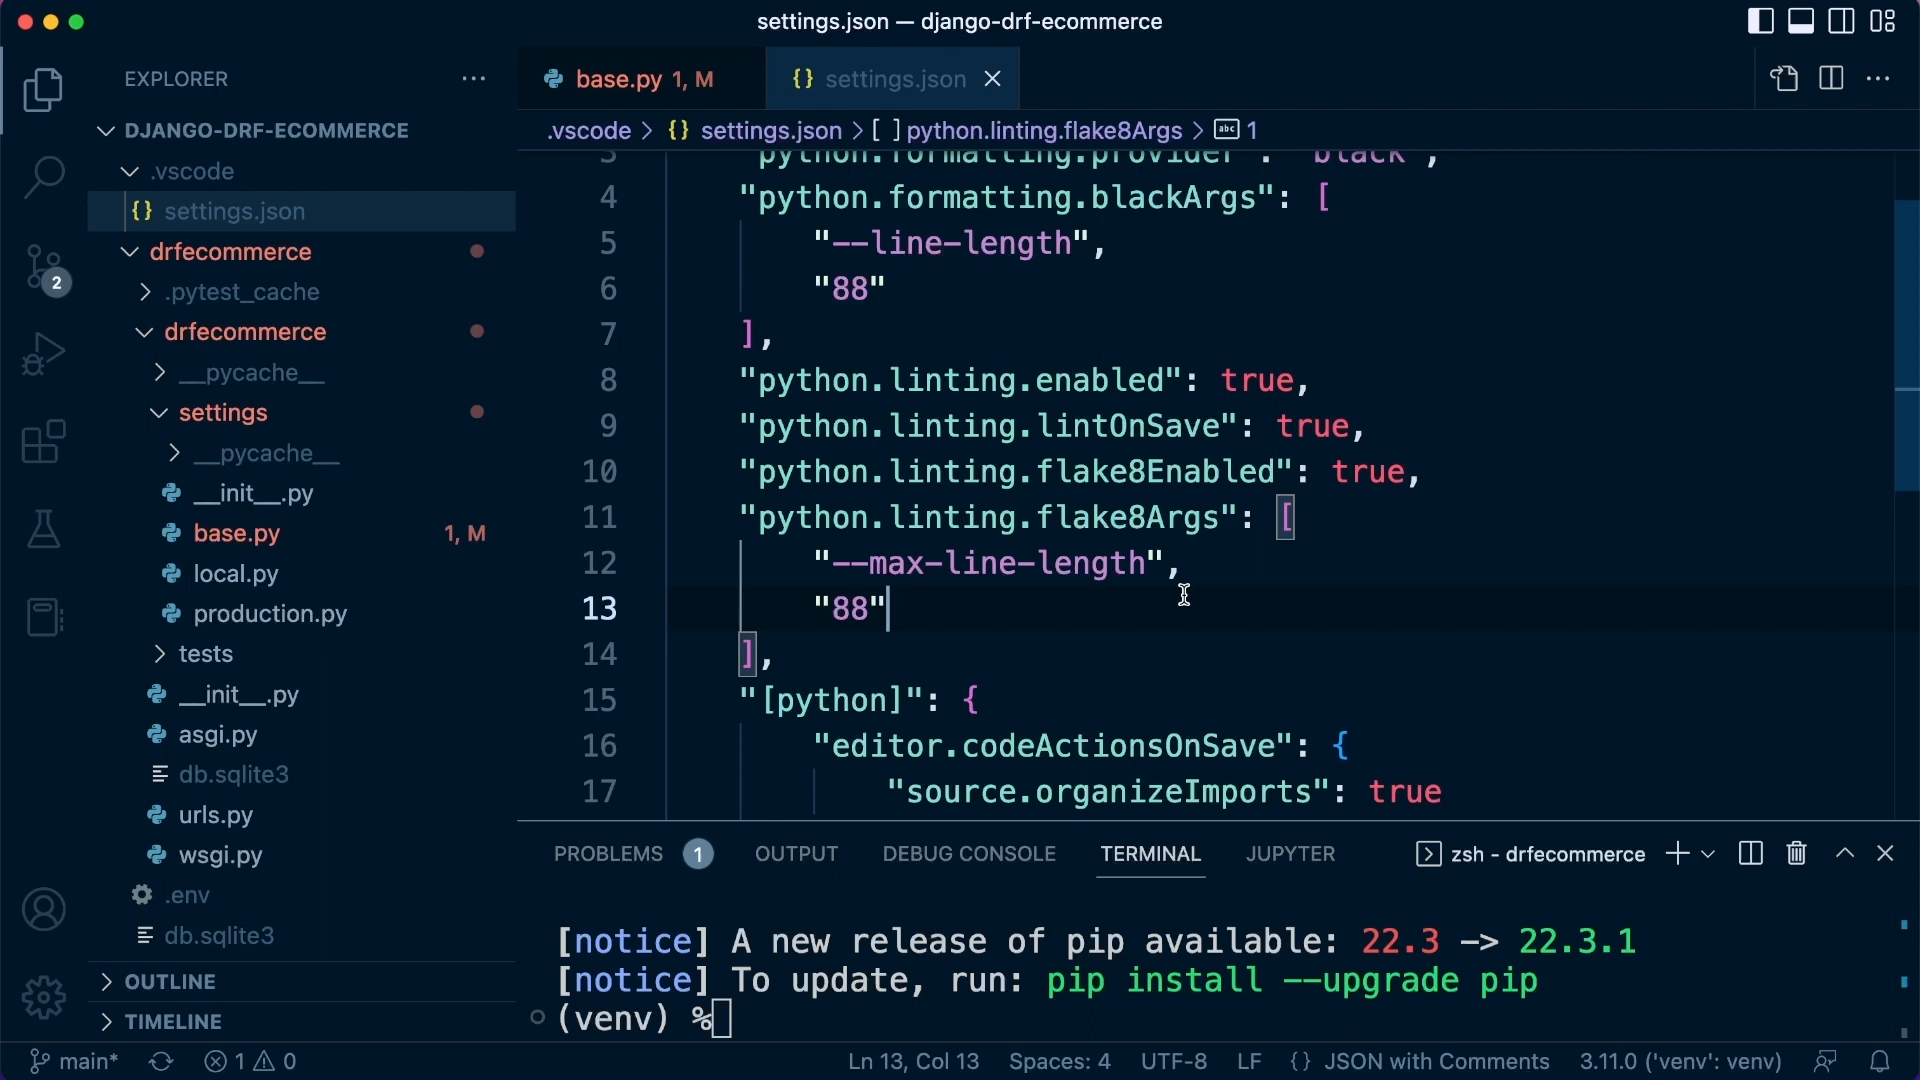 settings.json — django-drf-ecommerce
EXPLORER
DJANGO-DRF-ECOMMERCE
.vscode
{} settings.json
drfecommerce
.pytest_cache
drfecommerce
__pycache__
settings
__pycache__
__init__.py
base.py 1, M
local.py
production.py
tests
__init__.py
asgi.py
db.sqlite3
urls.py
wsgi.py
.env
db.sqlite3
OUTLINE
TIMELINE
2
base.py 1, M
{} settings.json
.vscode > {} settings.json > [ ] python.linting.flake8Args > abc 1
3 "python.formatting.provider": "black",
4 "python.formatting.blackArgs": [
5 "--line-length",
6 "88"
7 ],
8 "python.linting.enabled": true,
9 "python.linting.lintOnSave": true,
10 "python.linting.flake8Enabled": true,
11 "python.linting.flake8Args": [
12 "--max-line-length",
13 "88"
14 ],
15 "[python]": {
16 "editor.codeActionsOnSave": {
17 "source.organizeImports": true
PROBLEMS 1 OUTPUT DEBUG CONSOLE TERMINAL JUPYTER zsh - drfecommerce
[notice] A new release of pip available: 22.3 -> 22.3.1
[notice] To update, run: pip install --upgrade pip
(venv) %
main* 1 0 Ln 13, Col 13 Spaces: 4 UTF-8 LF {} JSON with Comments 3.11.0 ('venv': venv)